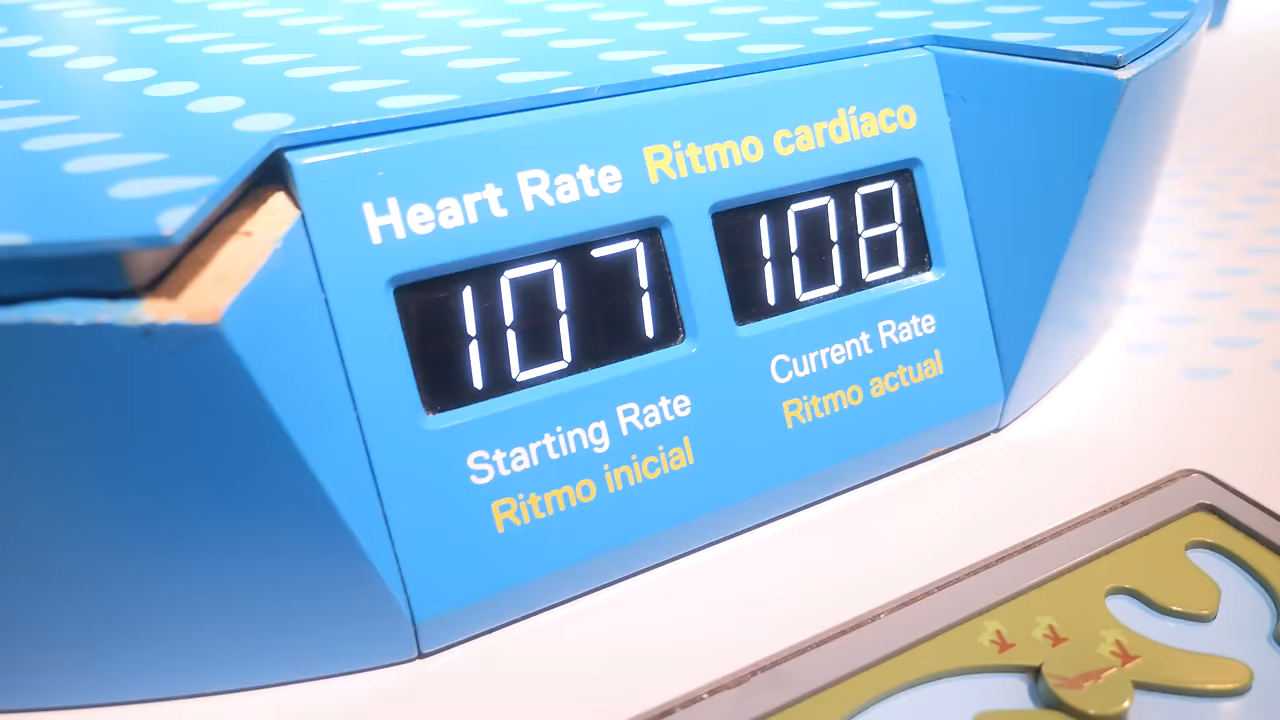 Heart Rate Ritmo cardíaco
107 108
Starting Rate
Ritmo inicial
Current Rate
Ritmo actual